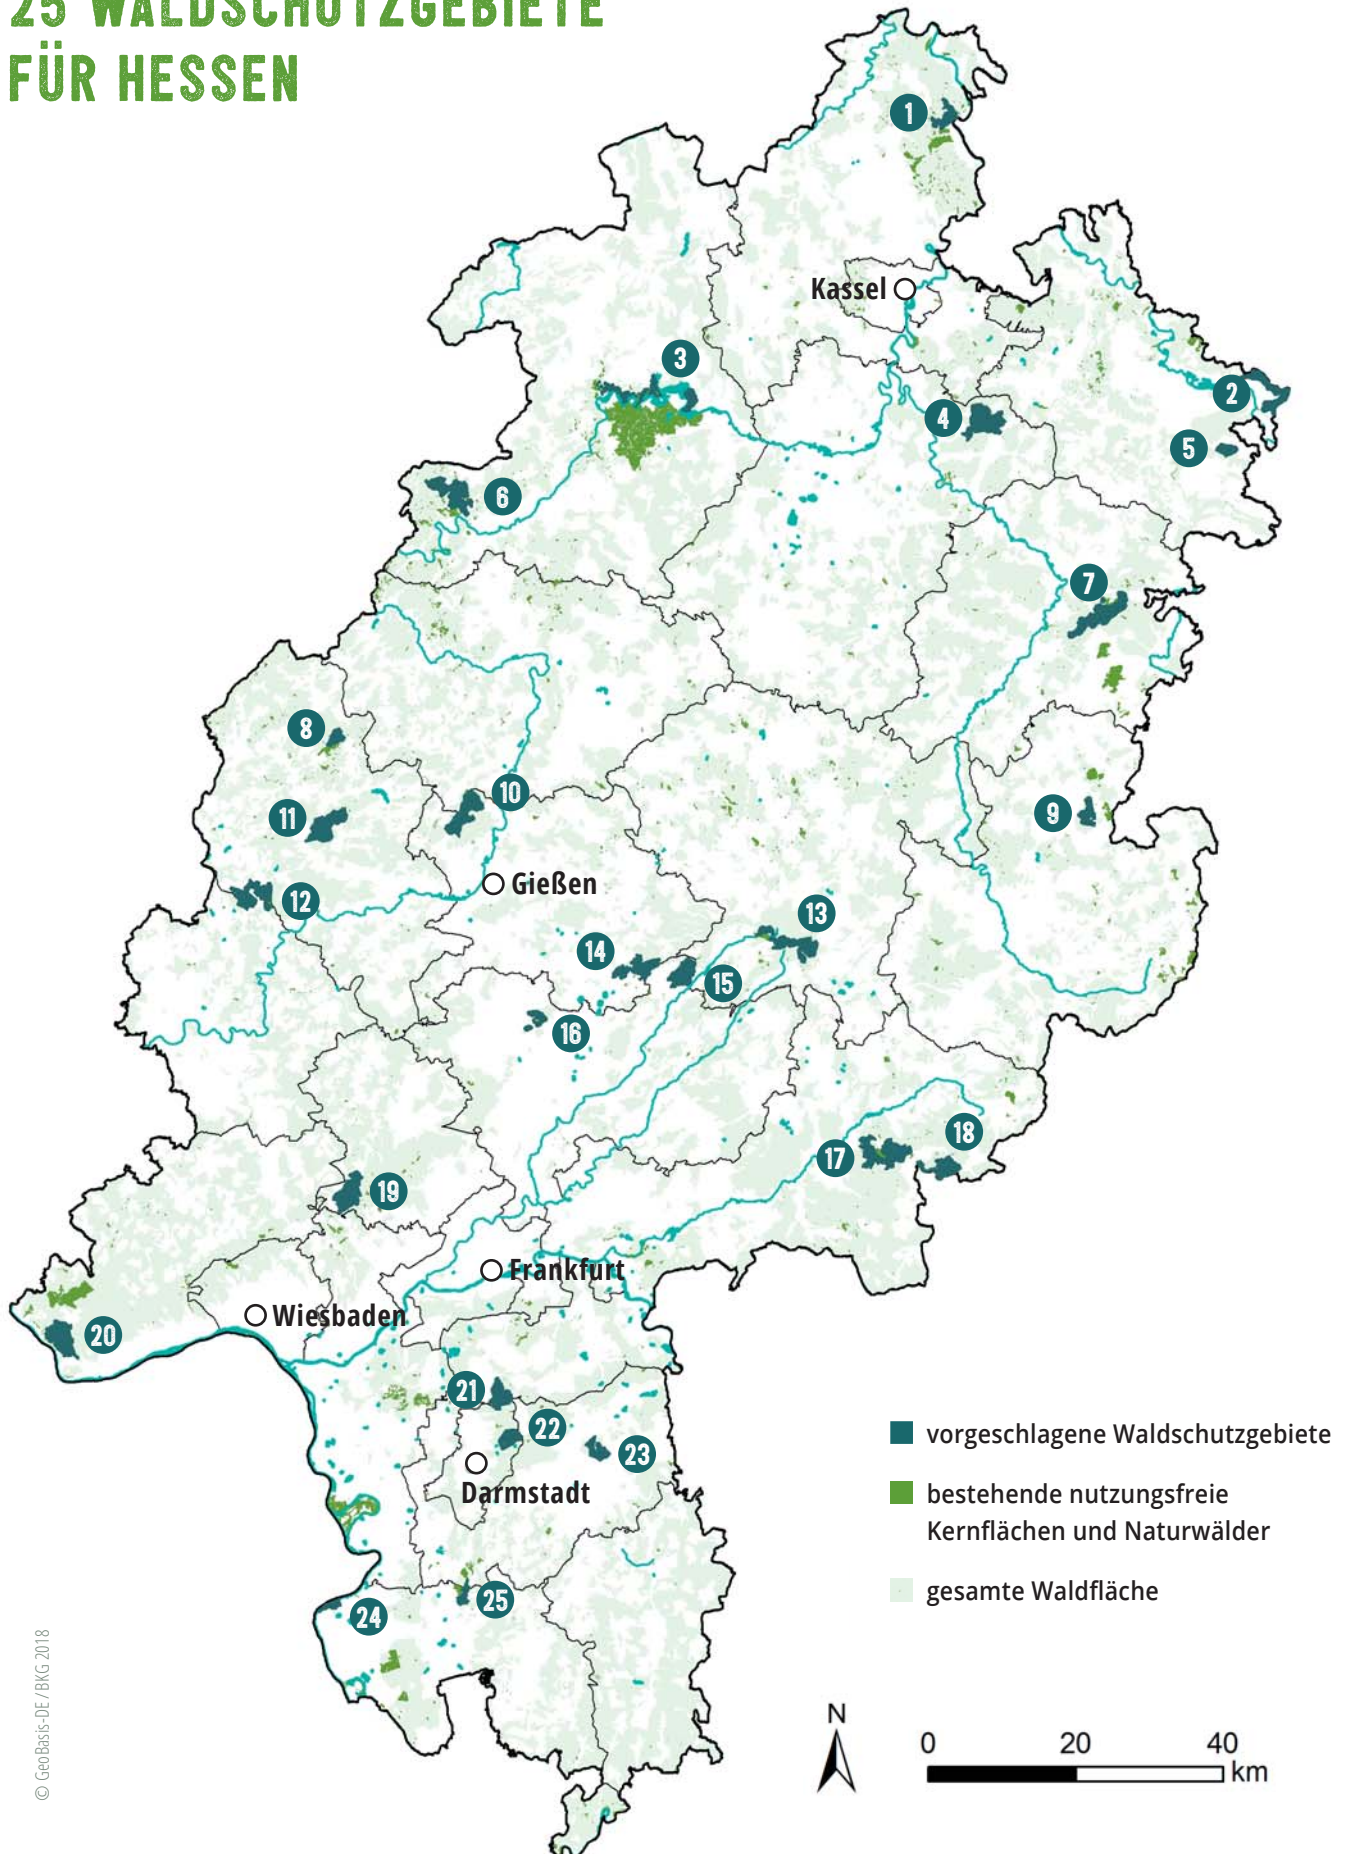 25 WALDSCHUTZGEBIETE
FÜR HESSEN
1
Kassel
3
2
4
5
6
7
8
10
9
11
12
Gießen
13
14
15
16
18
17
19
Frankfurt
Wiesbaden
20
21
22
23
Darmstadt
25
24
vorgeschlagene Waldschutzgebiete
bestehende nutzungsfreie
Kernflächen und Naturwälder
gesamte Waldfläche
N
0 20 40
km
© GeoBasis-DE / BKG 2018